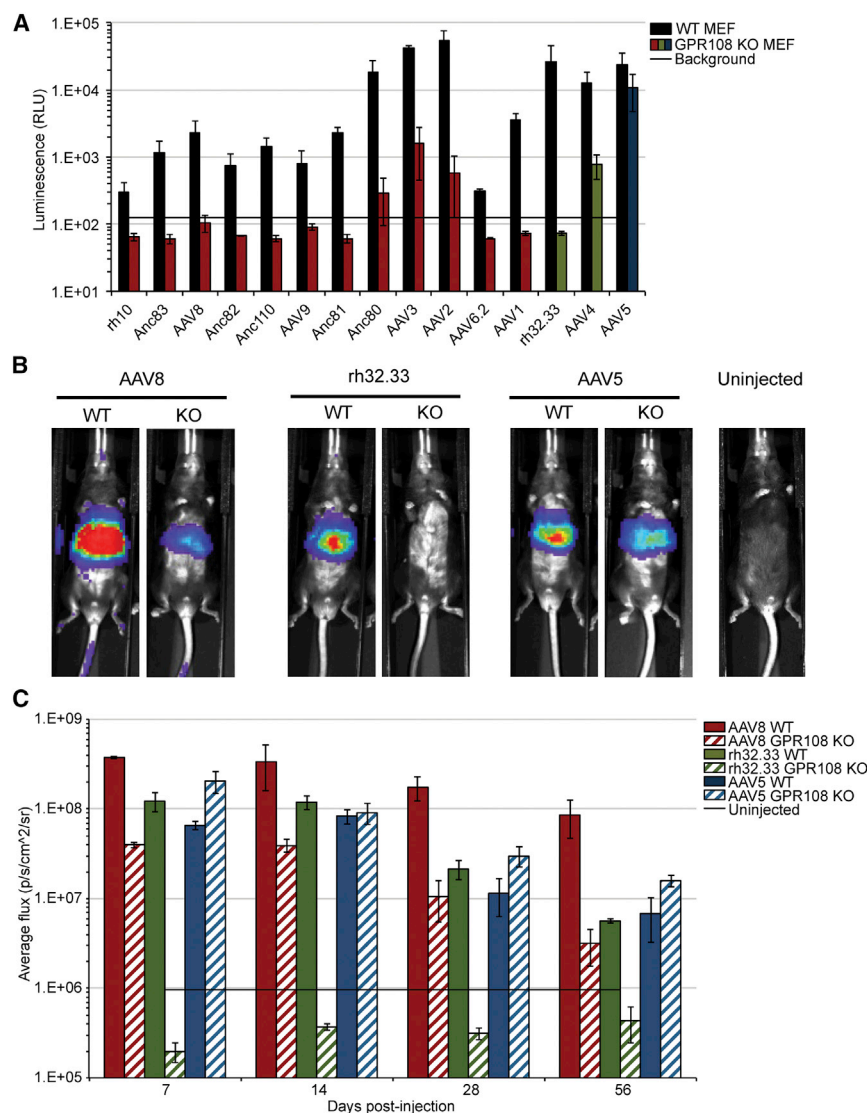 A
1.E+05
1.E+04
1.E+03
1.E+02
1.E+01
Luminescence (RLU)
WT MEF
GPR108 KO MEF
Background
rh10
Anc83
AAV8
Anc82
Anc110
AAV9
Anc81
Anc80
AAV3
AAV2
AAV6.2
AAV1
rh32.33
AAV4
AAV5
B
AAV8
rh32.33
AAV5
Uninjected
WT
KO
WT
KO
WT
KO
C
1.E+09
1.E+08
1.E+07
1.E+06
1.E+05
Average flux (p/s/cm^2/sr)
AAV8 WT
AAV8 GPR108 KO
rh32.33 WT
rh32.33 GPR108 KO
AAV5 WT
AAV5 GPR108 KO
Uninjected
7
14
28
56
Days post-injection